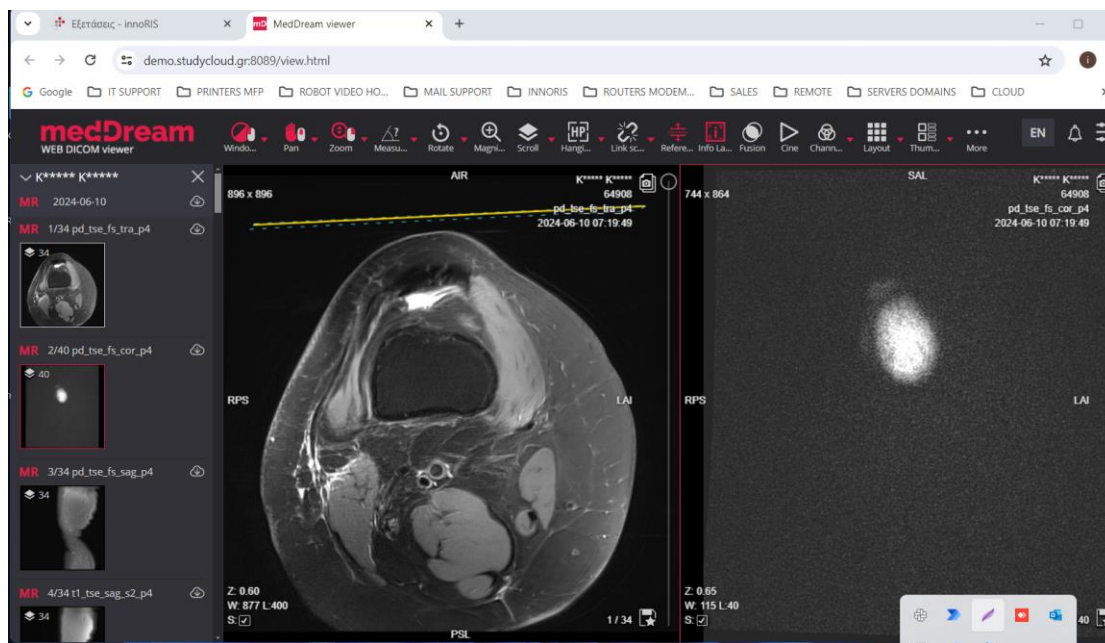 Εξετάσεις - innoRIS
MedDream viewer
demo.studycloud.gr:8089/view.html
Google IT SUPPORT PRINTERS MFP ROBOT VIDEO HO... MAIL SUPPORT INNORIS ROUTERS MODEM... SALES REMOTE SERVERS DOMAINS CLOUD
medDream
WEB DICOM viewer
Windo... Pan Zoom Measu... Rotate Magni... Scroll Hangi... Link sc... Refere... Info La... Fusion Cine Chann... Layout Thum... More
EN
K***** K*****
MR 2024-06-10
MR 1/34 pd_tse_fs_tra_p4
34
MR 2/40 pd_tse_fs_cor_p4
40
MR 3/34 pd_tse_fs_sag_p4
34
MR 4/34 t1_tse_sag_s2_p4
34
AIR
896 x 896
K***** K*****
64908
pd_tse_fs_tra_p4
2024-06-10 07:19:49
RPS
LAI
Z: 0.60
W: 877 L:400
S:
1 / 34
PSL
SAL
744 x 864
K***** K*****
64908
pd_tse_fs_cor_p4
2024-06-10 07:19:49
RPS
LAI
Z: 0.65
W: 115 L:40
S:
40